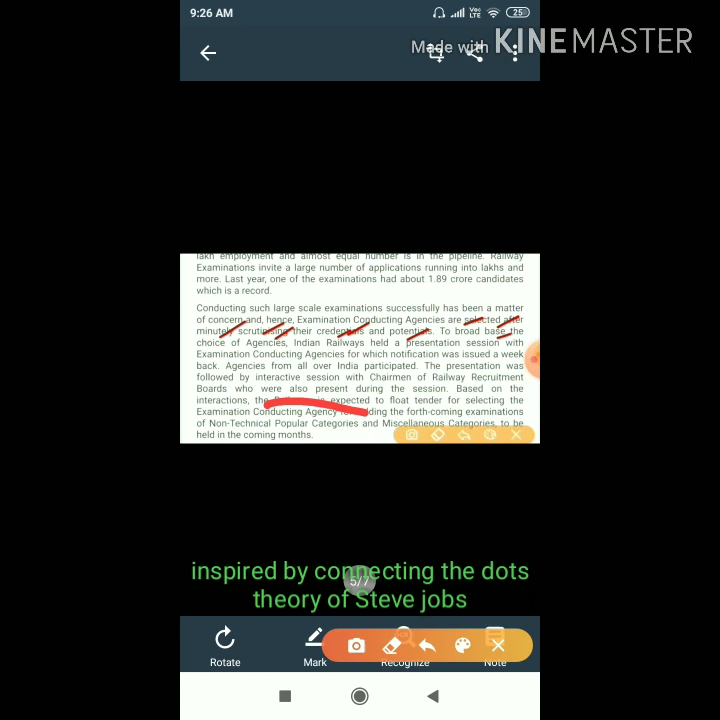 9:26 AM
Voo
LTE
25
Made with KINEMASTER
lakh employment and almost equal number is in the pipeline. Railway
Examinations invite a large number of applications running into lakhs and
more. Last year, one of the examinations had about 1.89 crore candidates
which is a record.
Conducting such large scale examinations successfully has been a matter
of concern and, hence, Examination Conducting Agencies are selected after
minutely scrutinising their credentials and potentials. To broad base the
choice of Agencies, Indian Railways held a presentation session with
Examination Conducting Agencies for which notification was issued a week
back. Agencies from all over India participated. The presentation was
followed by interactive session with Chairmen of Railway Recruitment
Boards who were also present during the session. Based on the
interactions, the is expected to float tender for selecting the
Examination Conducting Agency holding the forth-coming examinations
of Non-Technical Popular Categories and Miscellaneous Categories, to be
held in the coming months.
inspired by connecting the dots
5/7
theory of Steve jobs
Rotate Mark Recognize Note